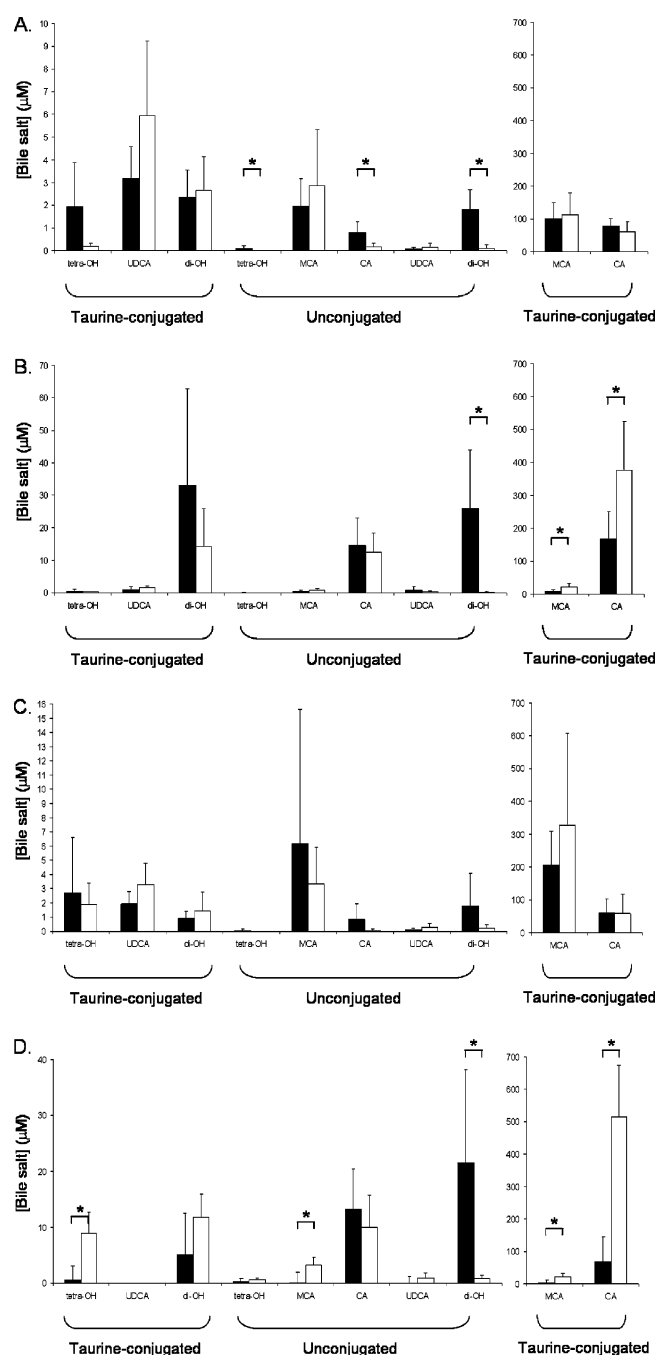 A.
[Bile salt] (µM)
10
9
8
7
6
5
4
3
2
1
0
* * *
tetra-OH UDCA di-OH tetra-OH MCA CA UDCA di-OH
Taurine-conjugated Unconjugated
700
600
500
400
300
200
100
0
MCA CA
Taurine-conjugated
B.
[Bile salt] (µM)
70
60
50
40
30
20
10
0
*
tetra-OH UDCA di-OH tetra-OH MCA CA UDCA di-OH
Taurine-conjugated Unconjugated
700
600
500
400
300
200
100
0
* *
MCA CA
Taurine-conjugated
C.
[Bile salt] (µM)
16
15
14
13
12
11
10
9
8
7
6
5
4
3
2
1
0
tetra-OH UDCA di-OH tetra-OH MCA CA UDCA di-OH
Taurine-conjugated Unconjugated
700
600
500
400
300
200
100
0
MCA CA
Taurine-conjugated
D.
[Bile salt] (µM)
40
30
20
10
0
* * *
tetra-OH UDCA di-OH tetra-OH MCA CA UDCA di-OH
Taurine-conjugated Unconjugated
700
600
500
400
300
200
100
0
* *
MCA CA
Taurine-conjugated